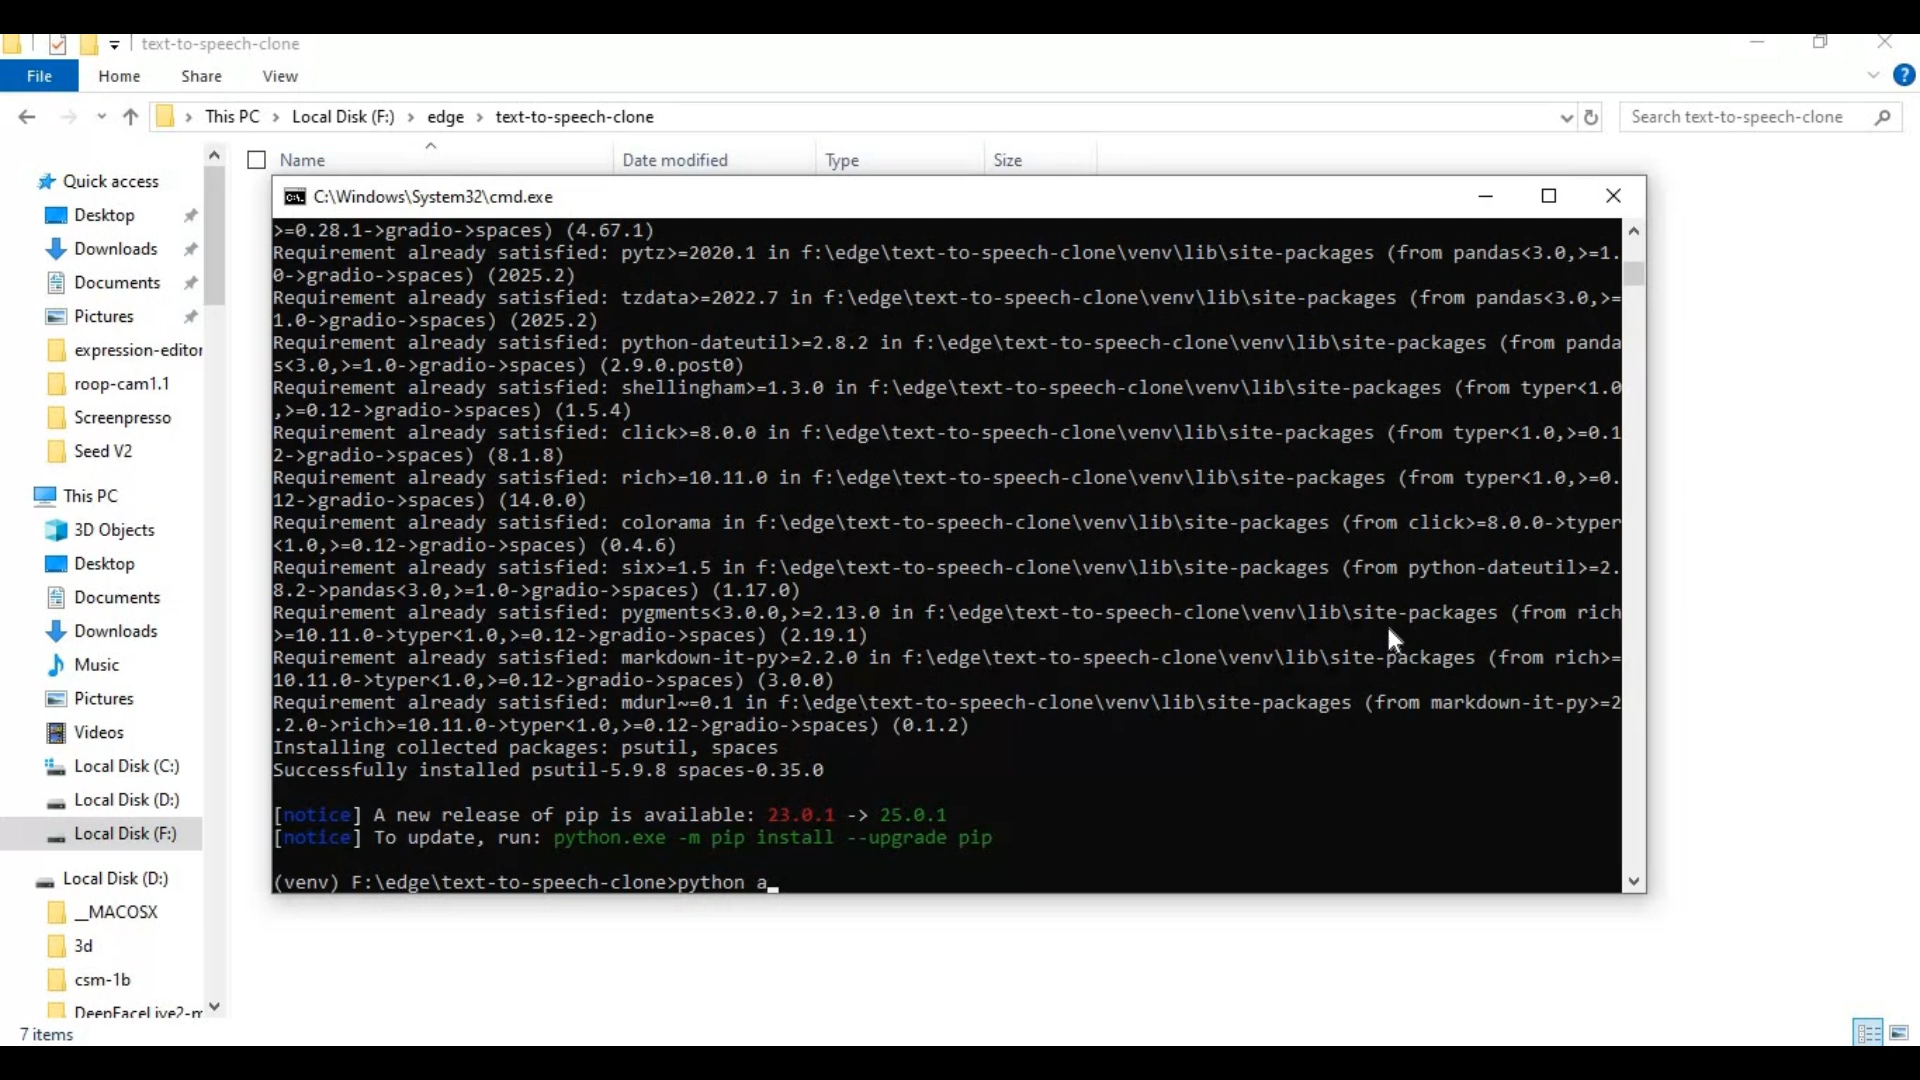 text-to-speech-clone
File Home Share View
This PC > Local Disk (F:) > edge > text-to-speech-clone
Search text-to-speech-clone
Name Date modified Type Size
Quick access
Desktop
Downloads
Documents
Pictures
expression-editor
roop-cam1.1
Screenpresso
Seed V2
This PC
3D Objects
Desktop
Documents
Downloads
Music
Pictures
Videos
Local Disk (C:)
Local Disk (D:)
Local Disk (F:)
Local Disk (D:)
__MACOSX
3d
csm-1b
DeepFaceLive2-m
7 items
C:\Windows\System32\cmd.exe
>=0.28.1->gradio->spaces) (4.67.1)
Requirement already satisfied: pytz>=2020.1 in f:\edge\text-to-speech-clone\venv\lib\site-packages (from pandas<3.0,>=1.
0->gradio->spaces) (2025.2)
Requirement already satisfied: tzdata>=2022.7 in f:\edge\text-to-speech-clone\venv\lib\site-packages (from pandas<3.0,>=
1.0->gradio->spaces) (2025.2)
Requirement already satisfied: python-dateutil>=2.8.2 in f:\edge\text-to-speech-clone\venv\lib\site-packages (from panda
s<3.0,>=1.0->gradio->spaces) (2.9.0.post0)
Requirement already satisfied: shellingham>=1.3.0 in f:\edge\text-to-speech-clone\venv\lib\site-packages (from typer<1.0
,>=0.12->gradio->spaces) (1.5.4)
Requirement already satisfied: click>=8.0.0 in f:\edge\text-to-speech-clone\venv\lib\site-packages (from typer<1.0,>=0.1
2->gradio->spaces) (8.1.8)
Requirement already satisfied: rich>=10.11.0 in f:\edge\text-to-speech-clone\venv\lib\site-packages (from typer<1.0,>=0.
12->gradio->spaces) (14.0.0)
Requirement already satisfied: colorama in f:\edge\text-to-speech-clone\venv\lib\site-packages (from click>=8.0.0->typer
<1.0,>=0.12->gradio->spaces) (0.4.6)
Requirement already satisfied: six>=1.5 in f:\edge\text-to-speech-clone\venv\lib\site-packages (from python-dateutil>=2.
8.2->pandas<3.0,>=1.0->gradio->spaces) (1.17.0)
Requirement already satisfied: pygments<3.0.0,>=2.13.0 in f:\edge\text-to-speech-clone\venv\lib\site-packages (from rich
>=10.11.0->typer<1.0,>=0.12->gradio->spaces) (2.19.1)
Requirement already satisfied: markdown-it-py>=2.2.0 in f:\edge\text-to-speech-clone\venv\lib\site-packages (from rich>=
10.11.0->typer<1.0,>=0.12->gradio->spaces) (3.0.0)
Requirement already satisfied: mdurl~=0.1 in f:\edge\text-to-speech-clone\venv\lib\site-packages (from markdown-it-py>=2
.2.0->rich>=10.11.0->typer<1.0,>=0.12->gradio->spaces) (0.1.2)
Installing collected packages: psutil, spaces
Successfully installed psutil-5.9.8 spaces-0.35.0
[notice] A new release of pip is available: 23.0.1 -> 25.0.1
[notice] To update, run: python.exe -m pip install --upgrade pip
(venv) F:\edge\text-to-speech-clone>python a_